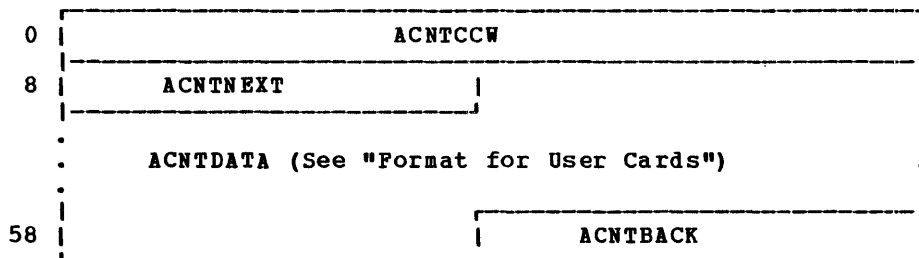 0 ACNTCCW
8 ACNTNEXT
ACNTDATA (See "Format for User Cards")
58 ACNTBACK